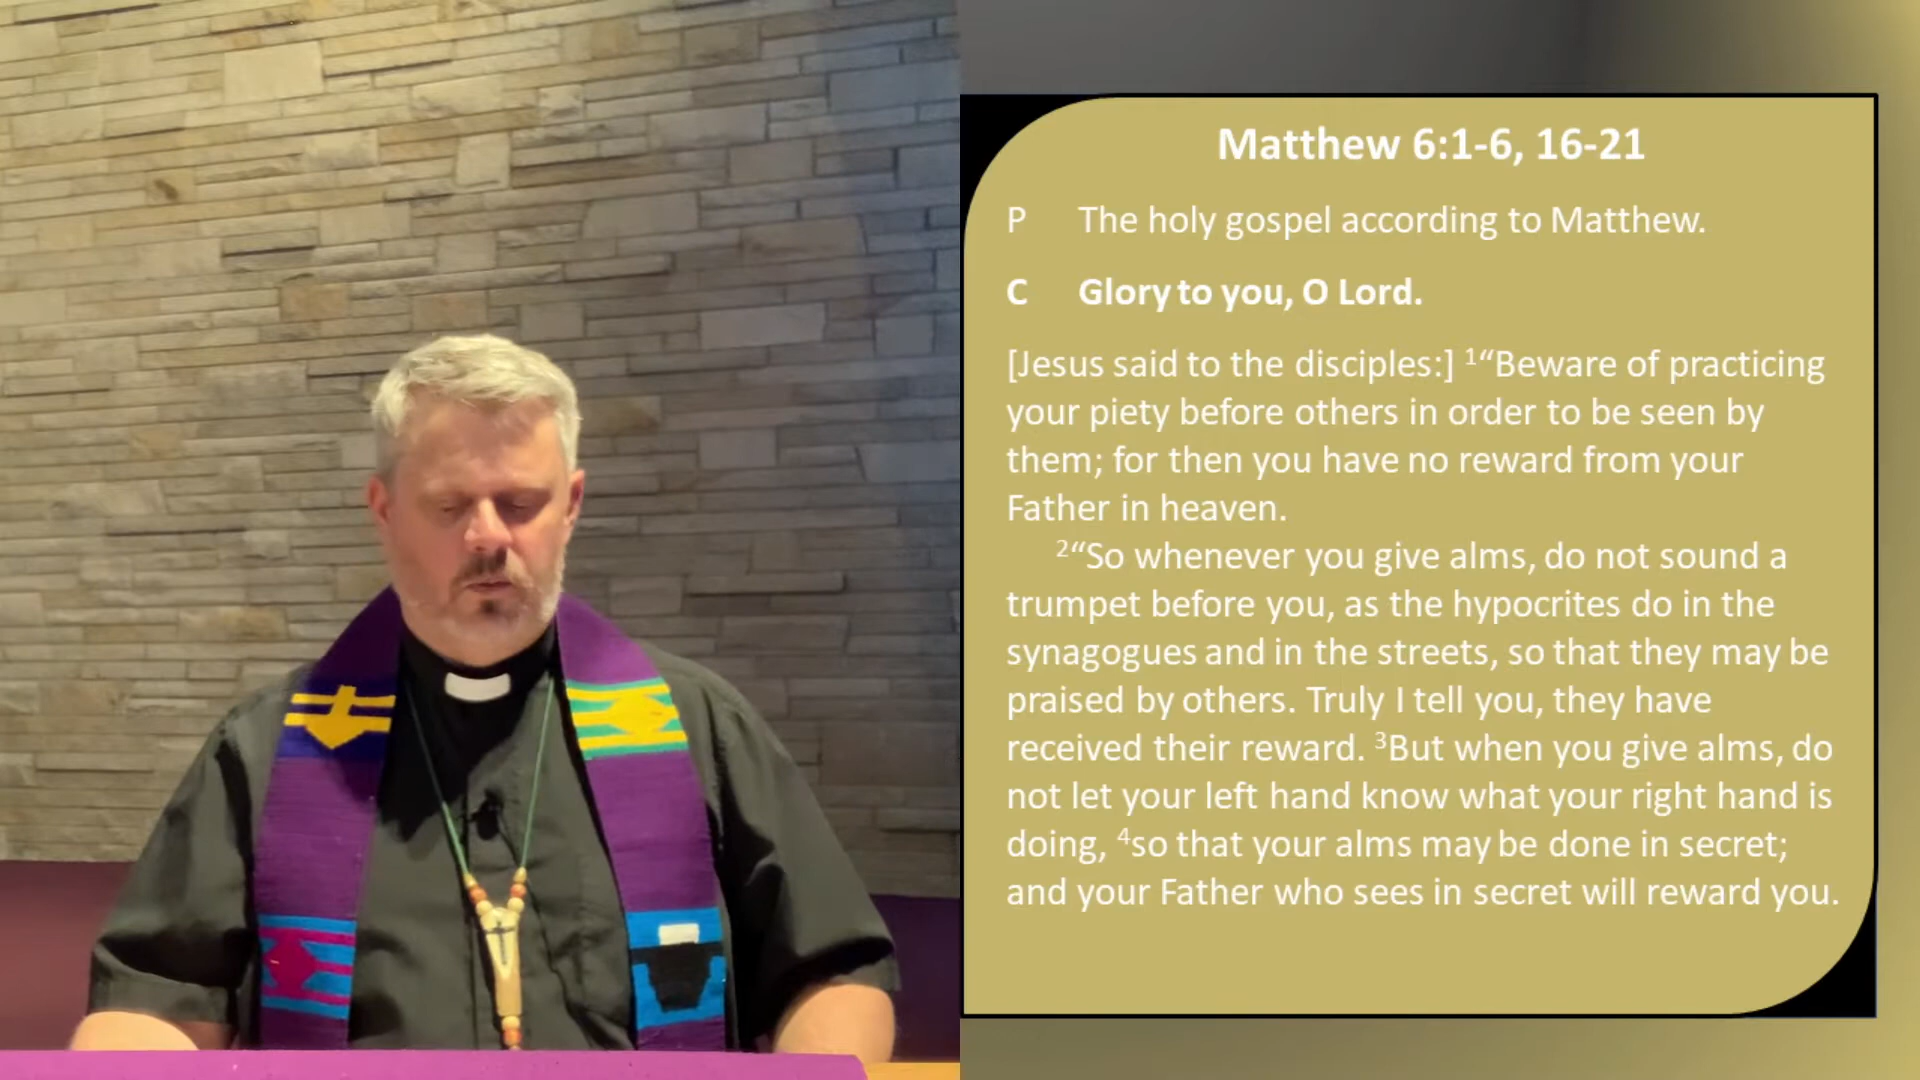 Matthew 6:1-6, 16-21
P The holy gospel according to Matthew.
C Glory to you, O Lord.
[Jesus said to the disciples:] ¹“Beware of practicing
your piety before others in order to be seen by
them; for then you have no reward from your
Father in heaven.
²“So whenever you give alms, do not sound a
trumpet before you, as the hypocrites do in the
synagogues and in the streets, so that they may be
praised by others. Truly I tell you, they have
received their reward. ³But when you give alms, do
not let your left hand know what your right hand is
doing, ⁴so that your alms may be done in secret;
and your Father who sees in secret will reward you.